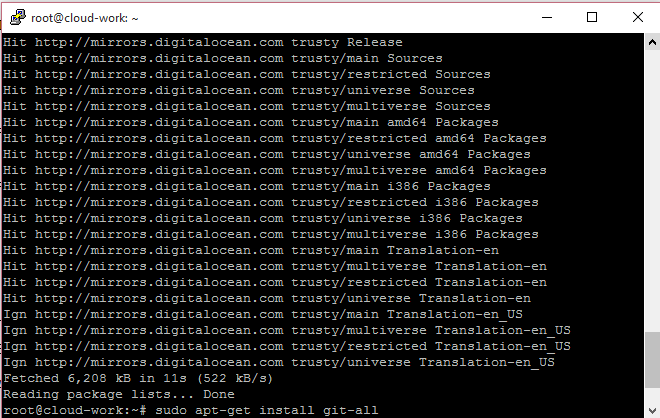 root@cloud-work: ~
Hit http://mirrors.digitalocean.com trusty Release
Hit http://mirrors.digitalocean.com trusty/main Sources
Hit http://mirrors.digitalocean.com trusty/restricted Sources
Hit http://mirrors.digitalocean.com trusty/universe Sources
Hit http://mirrors.digitalocean.com trusty/multiverse Sources
Hit http://mirrors.digitalocean.com trusty/main amd64 Packages
Hit http://mirrors.digitalocean.com trusty/restricted amd64 Packages
Hit http://mirrors.digitalocean.com trusty/universe amd64 Packages
Hit http://mirrors.digitalocean.com trusty/multiverse amd64 Packages
Hit http://mirrors.digitalocean.com trusty/main i386 Packages
Hit http://mirrors.digitalocean.com trusty/restricted i386 Packages
Hit http://mirrors.digitalocean.com trusty/universe i386 Packages
Hit http://mirrors.digitalocean.com trusty/multiverse i386 Packages
Hit http://mirrors.digitalocean.com trusty/main Translation-en
Hit http://mirrors.digitalocean.com trusty/multiverse Translation-en
Hit http://mirrors.digitalocean.com trusty/restricted Translation-en
Hit http://mirrors.digitalocean.com trusty/universe Translation-en
Ign http://mirrors.digitalocean.com trusty/main Translation-en_US
Ign http://mirrors.digitalocean.com trusty/multiverse Translation-en_US
Ign http://mirrors.digitalocean.com trusty/restricted Translation-en_US
Ign http://mirrors.digitalocean.com trusty/universe Translation-en_US
Fetched 6,208 kB in 11s (522 kB/s)
Reading package lists... Done
root@cloud-work:~# sudo apt-get install git-all